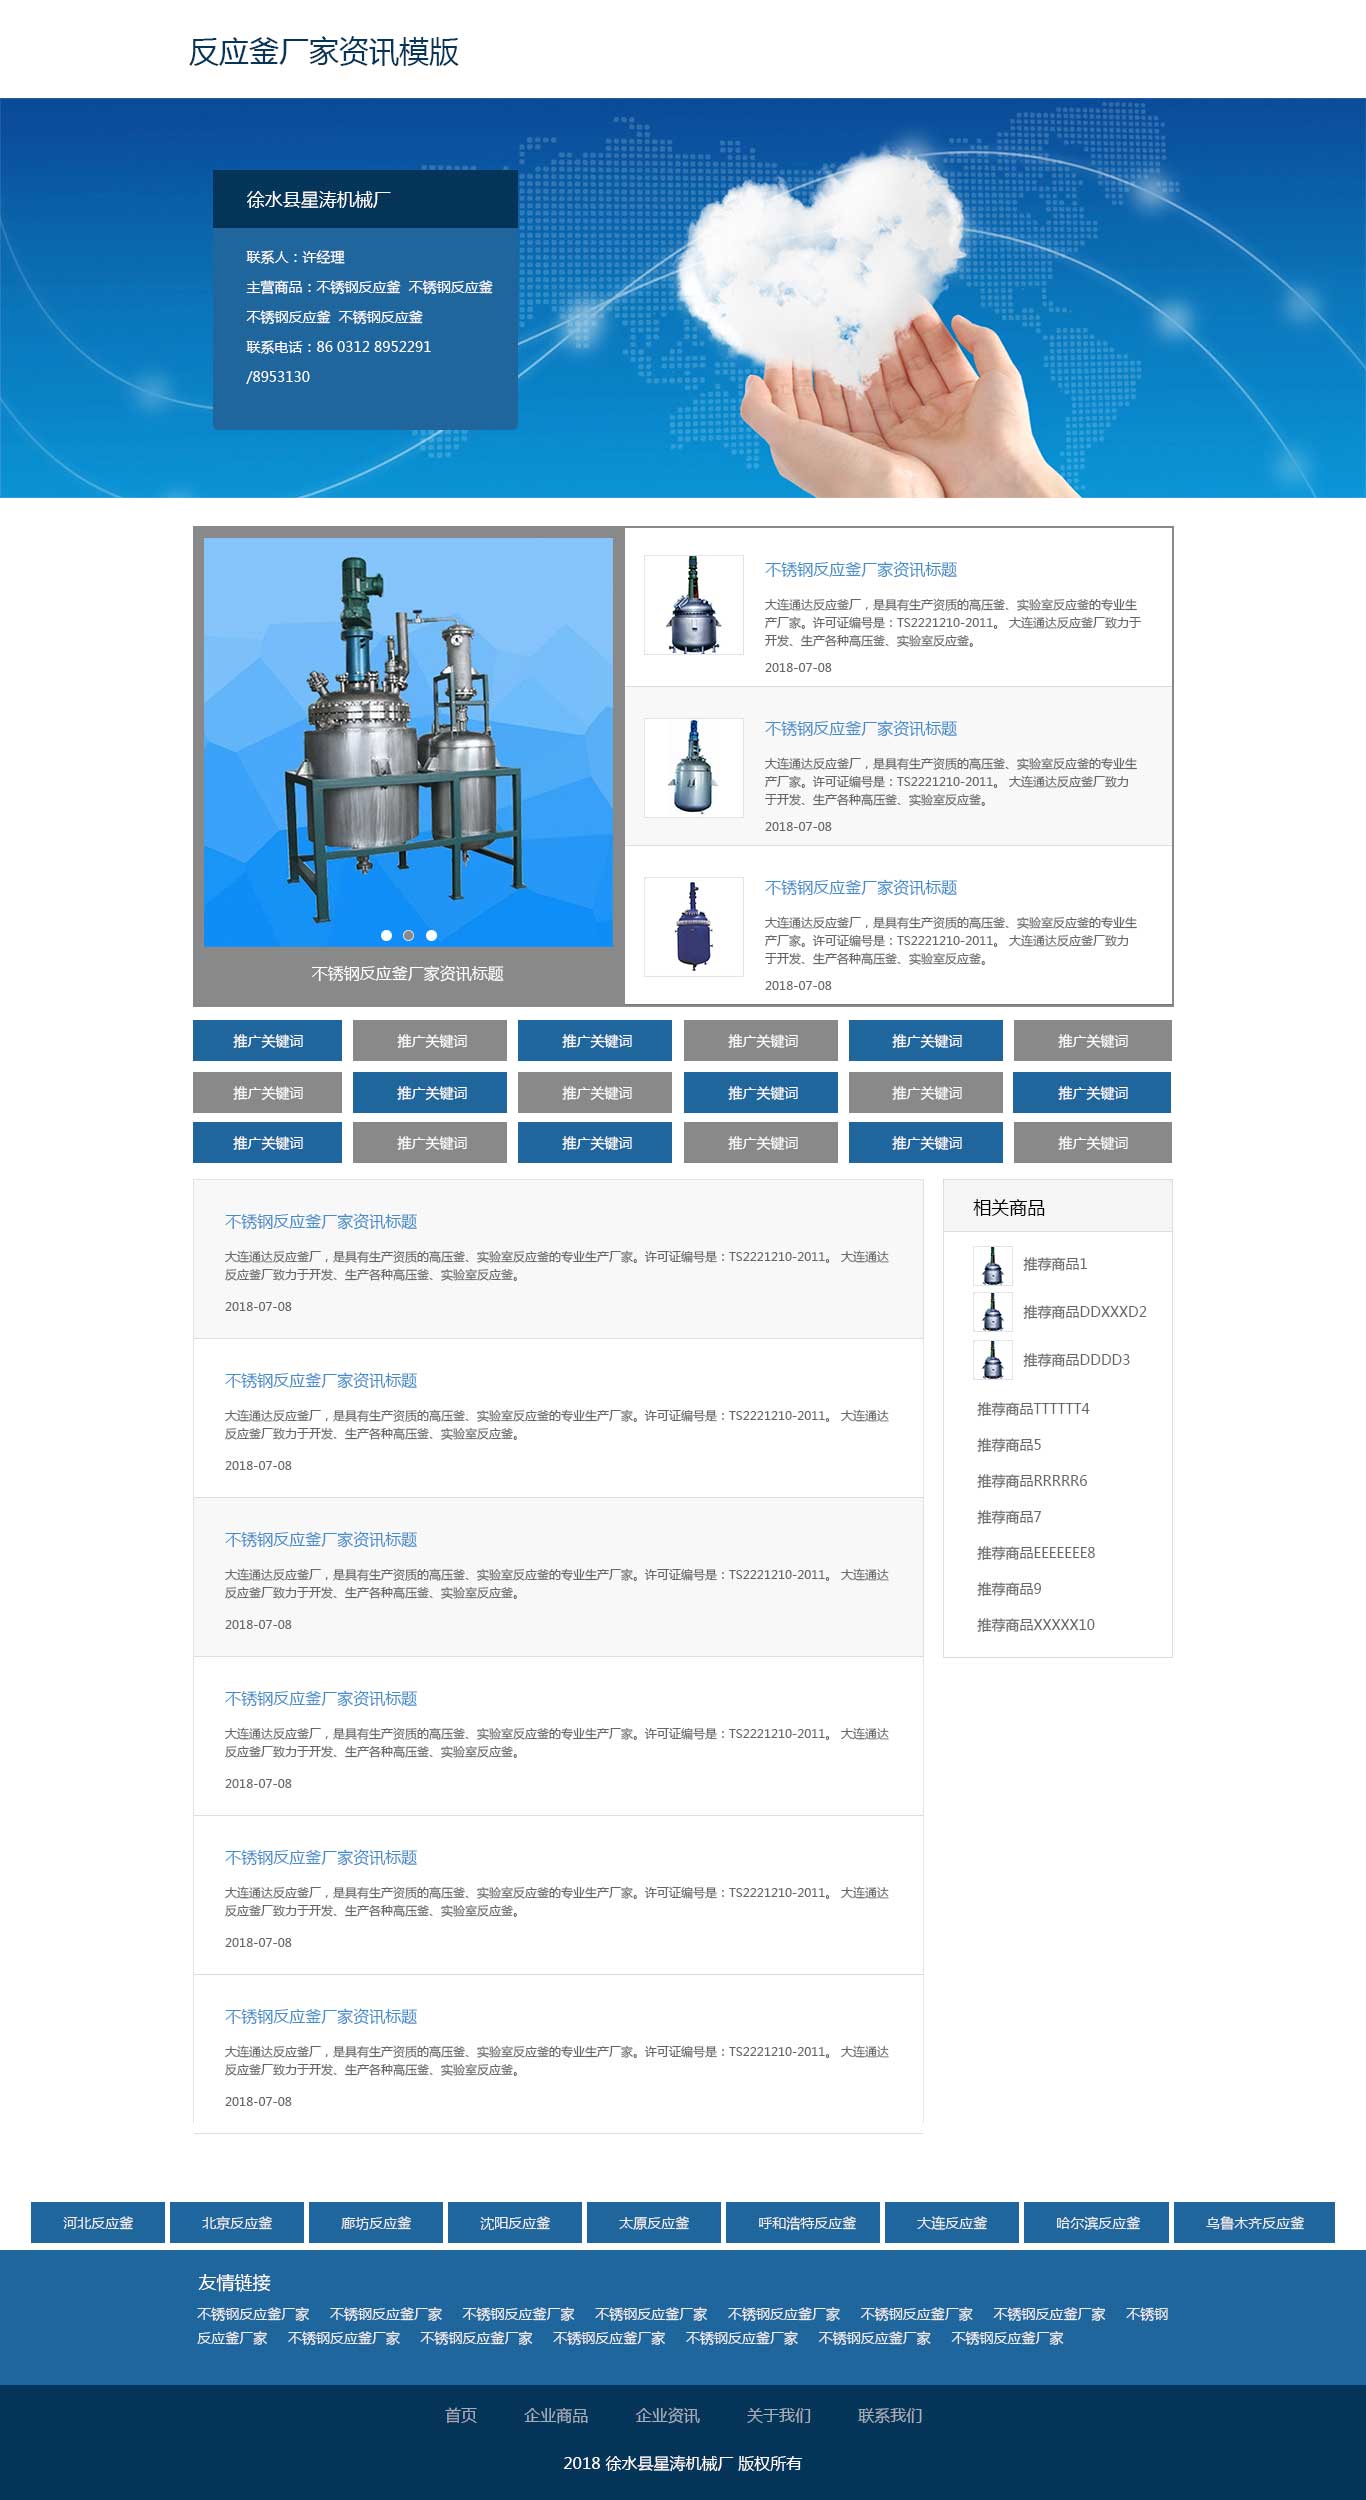 反应釜厂家资讯模版
徐水县星涛机械厂
联系人：许经理
主营商品：不锈钢反应釜 不锈钢反应釜
不锈钢反应釜 不锈钢反应釜
联系电话：86 0312 8952291
/8953130
不锈钢反应釜厂家资讯标题
不锈钢反应釜厂家资讯标题
大连通达反应釜厂，是具有生产资质的高压釜、实验室反应釜的专业生
产厂家。许可证编号是：TS2221210-2011。 大连通达反应釜厂致力于
开发、生产各种高压釜、实验室反应釜。
2018-07-08
不锈钢反应釜厂家资讯标题
大连通达反应釜厂，是具有生产资质的高压釜、实验室反应釜的专业生
产厂家。许可证编号是：TS2221210-2011。 大连通达反应釜厂致力
于开发、生产各种高压釜、实验室反应釜。
2018-07-08
不锈钢反应釜厂家资讯标题
大连通达反应釜厂，是具有生产资质的高压釜、实验室反应釜的专业生
产厂家。许可证编号是：TS2221210-2011。 大连通达反应釜厂致力
于开发、生产各种高压釜、实验室反应釜。
2018-07-08
推广关键词 推广关键词 推广关键词 推广关键词 推广关键词 推广关键词
推广关键词 推广关键词 推广关键词 推广关键词 推广关键词 推广关键词
推广关键词 推广关键词 推广关键词 推广关键词 推广关键词 推广关键词
不锈钢反应釜厂家资讯标题
大连通达反应釜厂，是具有生产资质的高压釜、实验室反应釜的专业生产厂家。许可证编号是：TS2221210-2011。 大连通达
反应釜厂致力于开发、生产各种高压釜、实验室反应釜。
2018-07-08
不锈钢反应釜厂家资讯标题
大连通达反应釜厂，是具有生产资质的高压釜、实验室反应釜的专业生产厂家。许可证编号是：TS2221210-2011。 大连通达
反应釜厂致力于开发、生产各种高压釜、实验室反应釜。
2018-07-08
不锈钢反应釜厂家资讯标题
大连通达反应釜厂，是具有生产资质的高压釜、实验室反应釜的专业生产厂家。许可证编号是：TS2221210-2011。 大连通达
反应釜厂致力于开发、生产各种高压釜、实验室反应釜。
2018-07-08
不锈钢反应釜厂家资讯标题
大连通达反应釜厂，是具有生产资质的高压釜、实验室反应釜的专业生产厂家。许可证编号是：TS2221210-2011。 大连通达
反应釜厂致力于开发、生产各种高压釜、实验室反应釜。
2018-07-08
不锈钢反应釜厂家资讯标题
大连通达反应釜厂，是具有生产资质的高压釜、实验室反应釜的专业生产厂家。许可证编号是：TS2221210-2011。 大连通达
反应釜厂致力于开发、生产各种高压釜、实验室反应釜。
2018-07-08
不锈钢反应釜厂家资讯标题
大连通达反应釜厂，是具有生产资质的高压釜、实验室反应釜的专业生产厂家。许可证编号是：TS2221210-2011。 大连通达
反应釜厂致力于开发、生产各种高压釜、实验室反应釜。
2018-07-08
相关商品
推荐商品1
推荐商品DDXXXD2
推荐商品DDDD3
推荐商品TTTTTT4
推荐商品5
推荐商品RRRRR6
推荐商品7
推荐商品EEEEEEE8
推荐商品9
推荐商品XXXXX10
河北反应釜 北京反应釜 廊坊反应釜 沈阳反应釜 太原反应釜 呼和浩特反应釜 大连反应釜 哈尔滨反应釜 乌鲁木齐反应釜
友情链接
不锈钢反应釜厂家 不锈钢反应釜厂家 不锈钢反应釜厂家 不锈钢反应釜厂家 不锈钢反应釜厂家 不锈钢反应釜厂家 不锈钢反应釜厂家 不锈钢
反应釜厂家 不锈钢反应釜厂家 不锈钢反应釜厂家 不锈钢反应釜厂家 不锈钢反应釜厂家 不锈钢反应釜厂家 不锈钢反应釜厂家
首页 企业商品 企业资讯 关于我们 联系我们
2018 徐水县星涛机械厂 版权所有